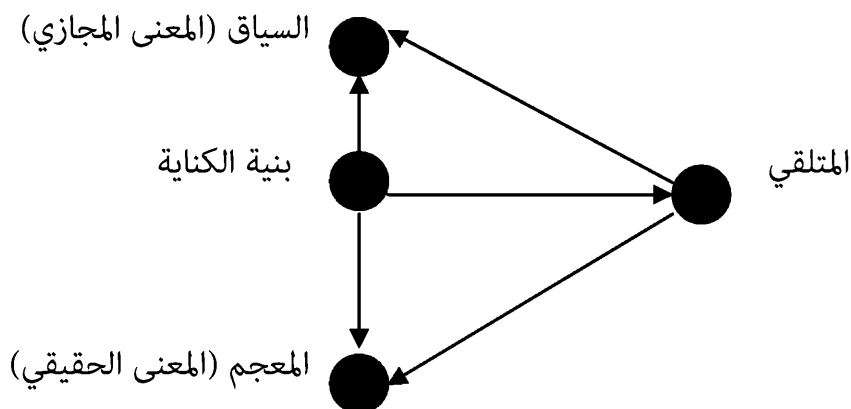 السياق (المعنى المجازي)
المتلقي
بنية الكناية
المعجم (المعنى الحقيقي)